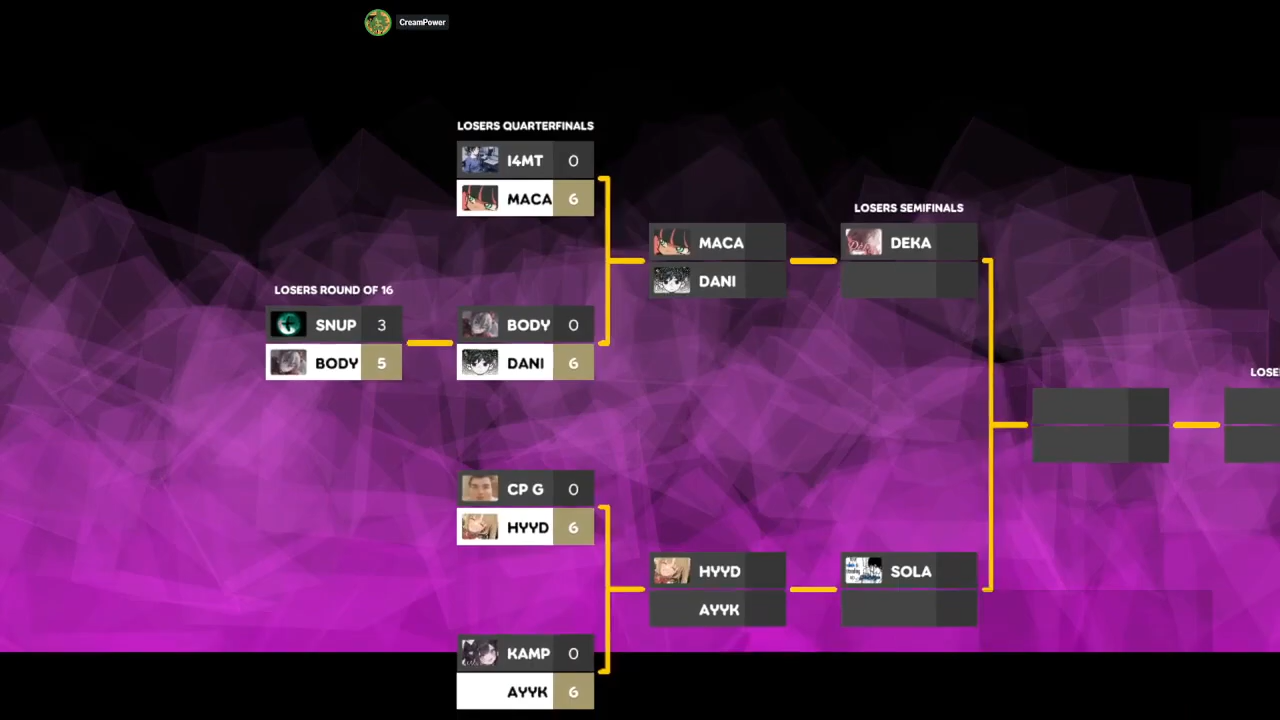 CreamPower
LOSERS QUARTERFINALS
I4MT 0
MACA 6
LOSERS SEMIFINALS
MACA
DANI
DEKA
LOSERS ROUND OF 16
SNUP 3
BODY 5
BODY 0
DANI 6
LOSE
CP G 0
HYYD 6
HYYD
AYYK
SOLA
KAMP 0
AYYK 6